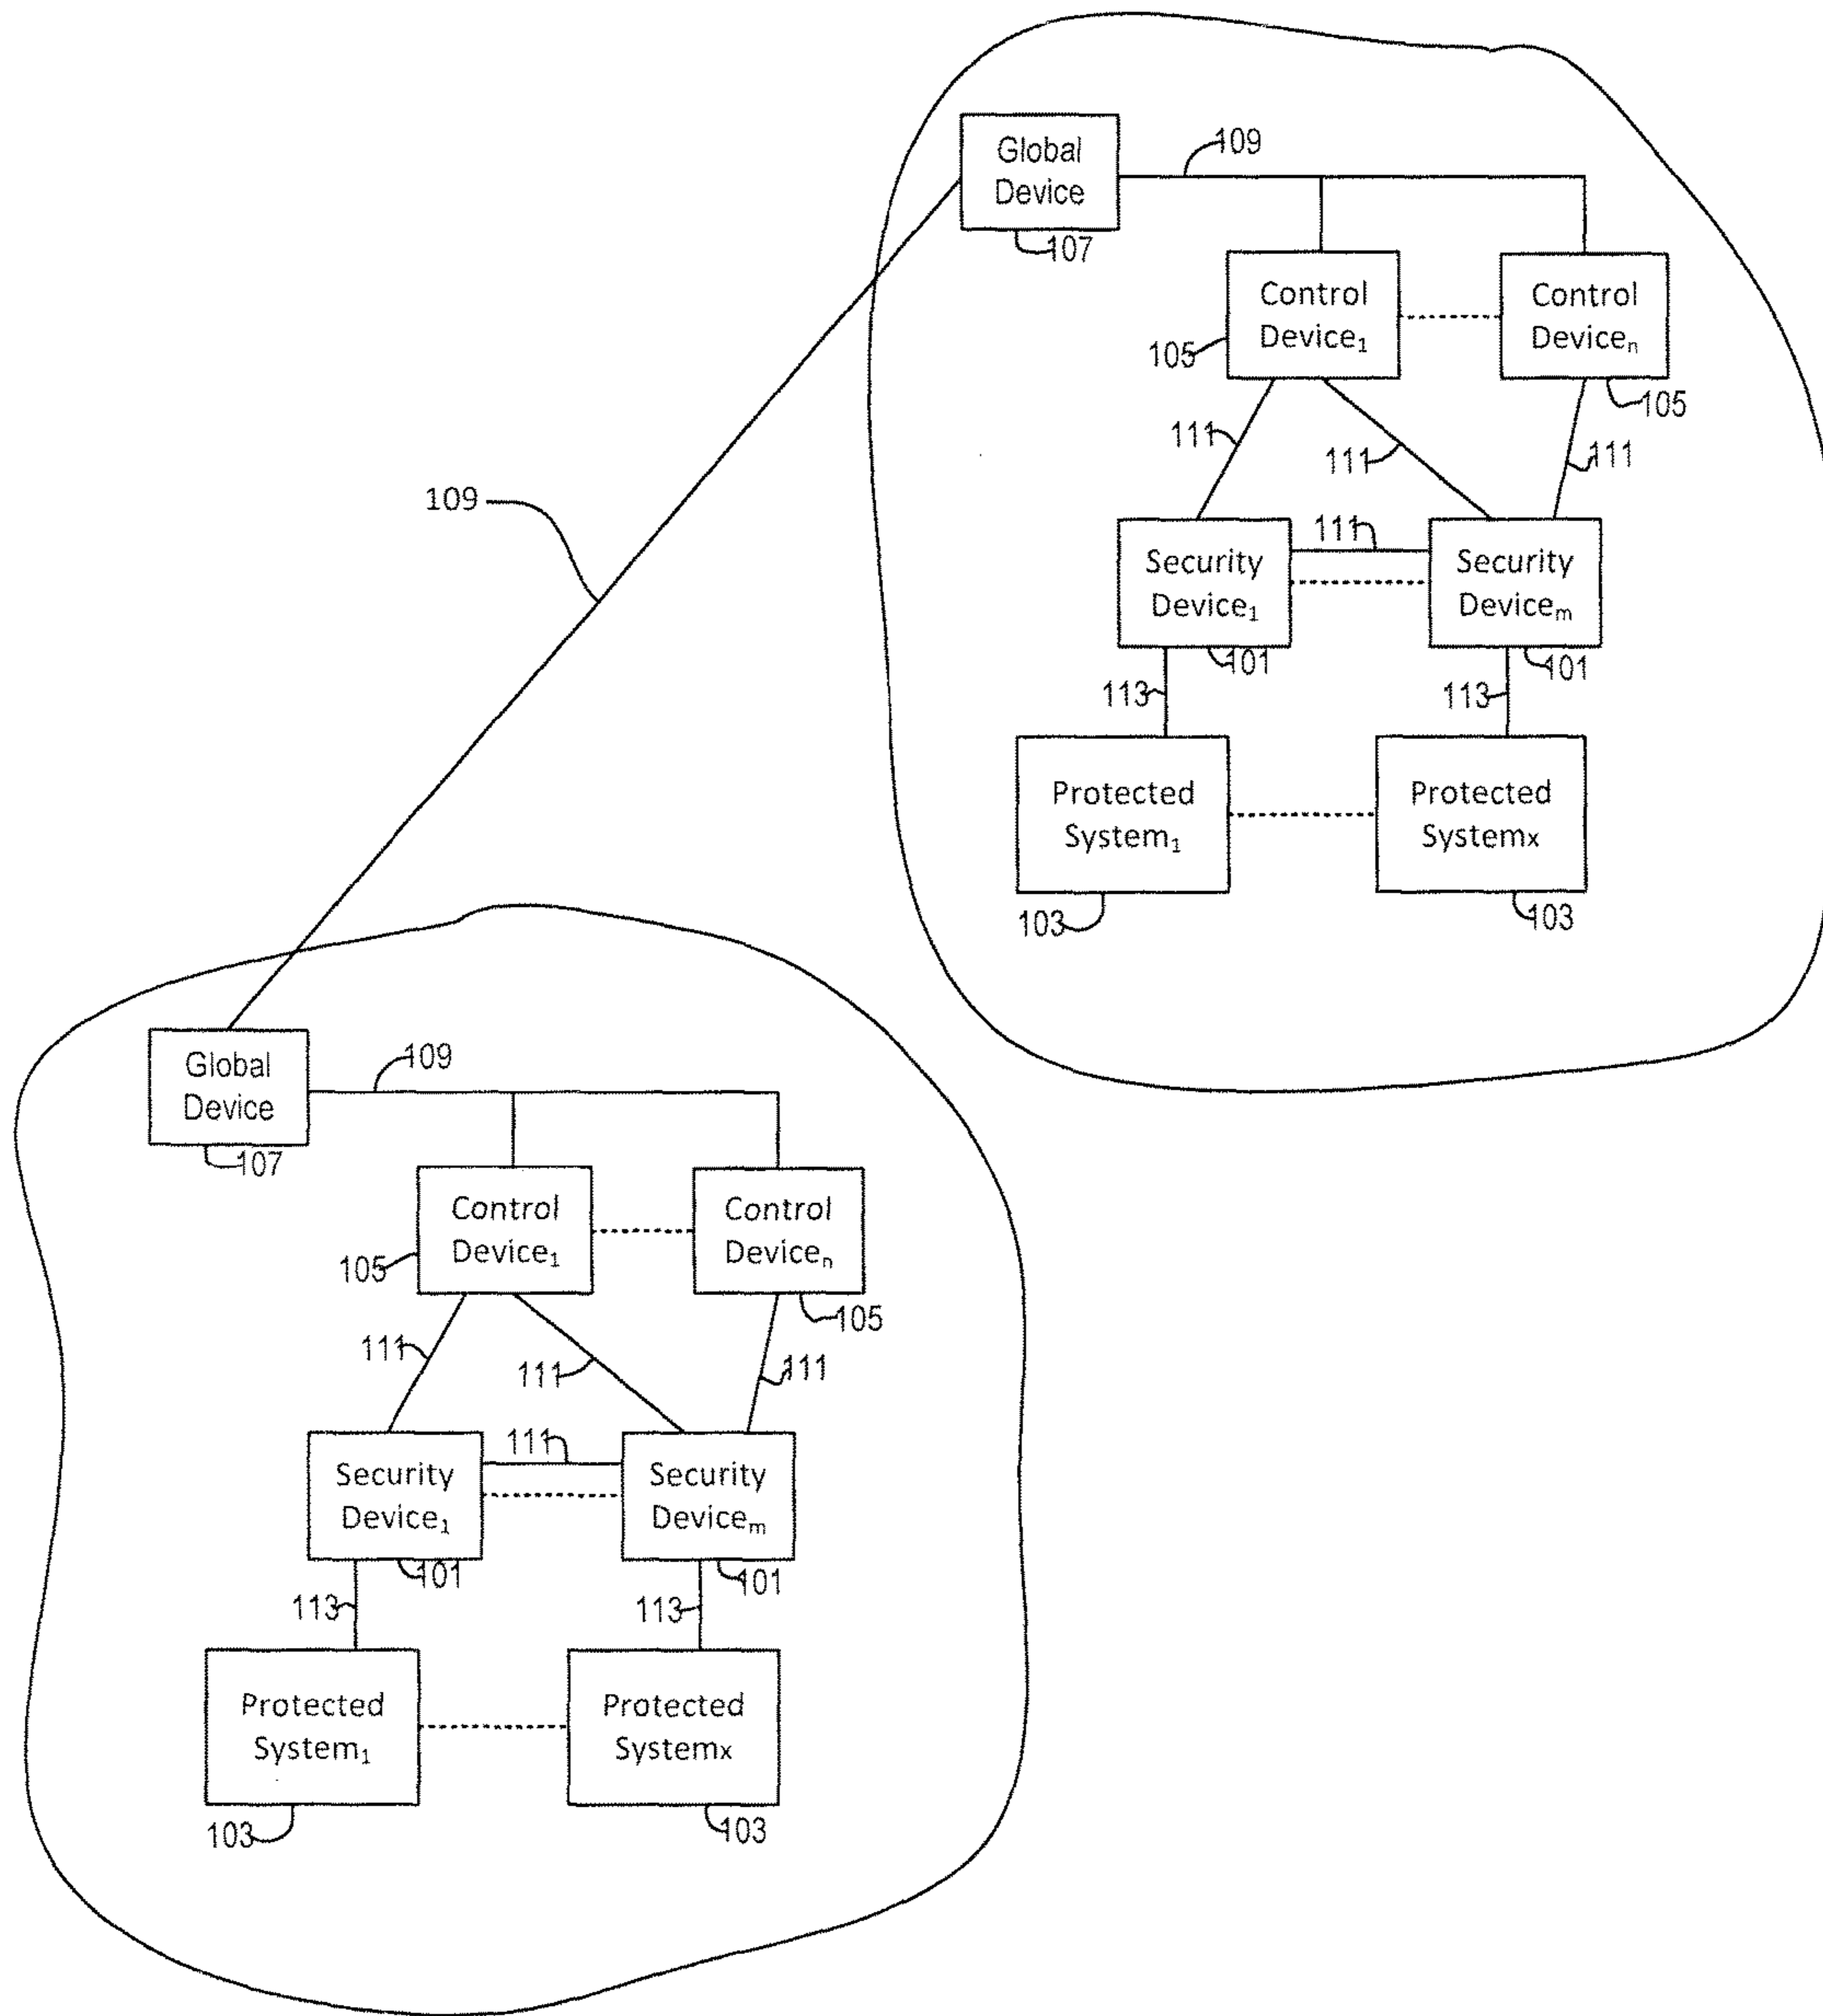 Global
Device
107
109
Control
Device₁
105
Control
Deviceₙ
105
109
111
111
111
111
Security
Device₁
101
Security
Deviceₘ
101
113
113
Protected
System₁
103
Protected
Systemx
103
Global
Device
107
109
Control
Device₁
105
Control
Deviceₙ
105
111
111
111
111
Security
Device₁
101
Security
Deviceₘ
101
113
113
Protected
System₁
103
Protected
Systemx
103